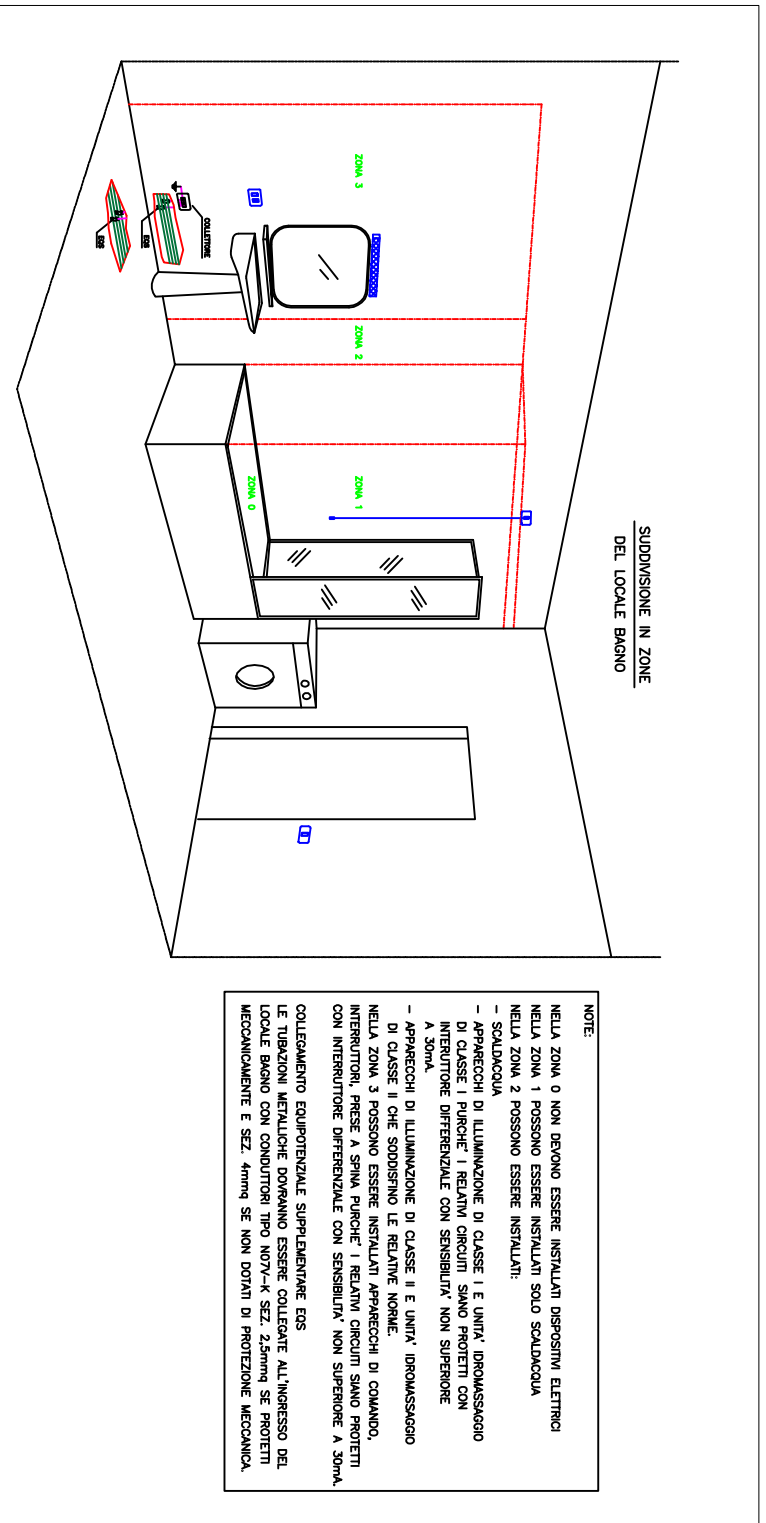 SUDDIVISIONE IN ZONE
DEL LOCALE BAGNO
ZONA 3
ZONA 2
ZONA 1
ZONA 0
COLLETTORE
EQS
EQS
NOTE:
NELLA ZONA 0 NON DEVONO ESSERE INSTALLATI DISPOSITIVI ELETTRICI
NELLA ZONA 1 POSSONO ESSERE INSTALLATI SOLO SCALDACQUA
NELLA ZONA 2 POSSONO ESSERE INSTALLATI:
- SCALDACQUA
- APPARECCHI DI ILLUMINAZIONE DI CLASSE I E UNITA' IDROMASSAGGIO
DI CLASSE I PURCHE' I RELATIVI CIRCUITI SIANO PROTETTI CON
INTERUTTORE DIFFERENZIALE CON SENSIBILITA' NON SUPERIORE
A 30mA.
- APPARECCHI DI ILLUMINAZIONE DI CLASSE II E UNITA' IDROMASSAGGIO
DI CLASSE II CHE SODDISFINO LE RELATIVE NORME.
NELLA ZONA 3 POSSONO ESSERE INSTALLATI APPARECCHI DI COMANDO,
INTERRUTTORI, PRESE A SPINA PURCHE' I RELATIVI CIRCUITI SIANO PROTETTI
CON INTERRUTTORE DIFFERENZIALE CON SENSIBILITA' NON SUPERIORE A 30mA.
COLLEGAMENTO EQUIPOTENZIALE SUPPLEMENTARE EQS
LE TUBAZIONI METALLICHE DOVRANNO ESSERE COLLEGATE ALL'INGRESSO DEL
LOCALE BAGNO CON CONDUTTORI TIPO N07V-K SEZ. 2,5mmq SE PROTETTI
MECCANICAMENTE E SEZ. 4mmq SE NON DOTATI DI PROTEZIONE MECCANICA.